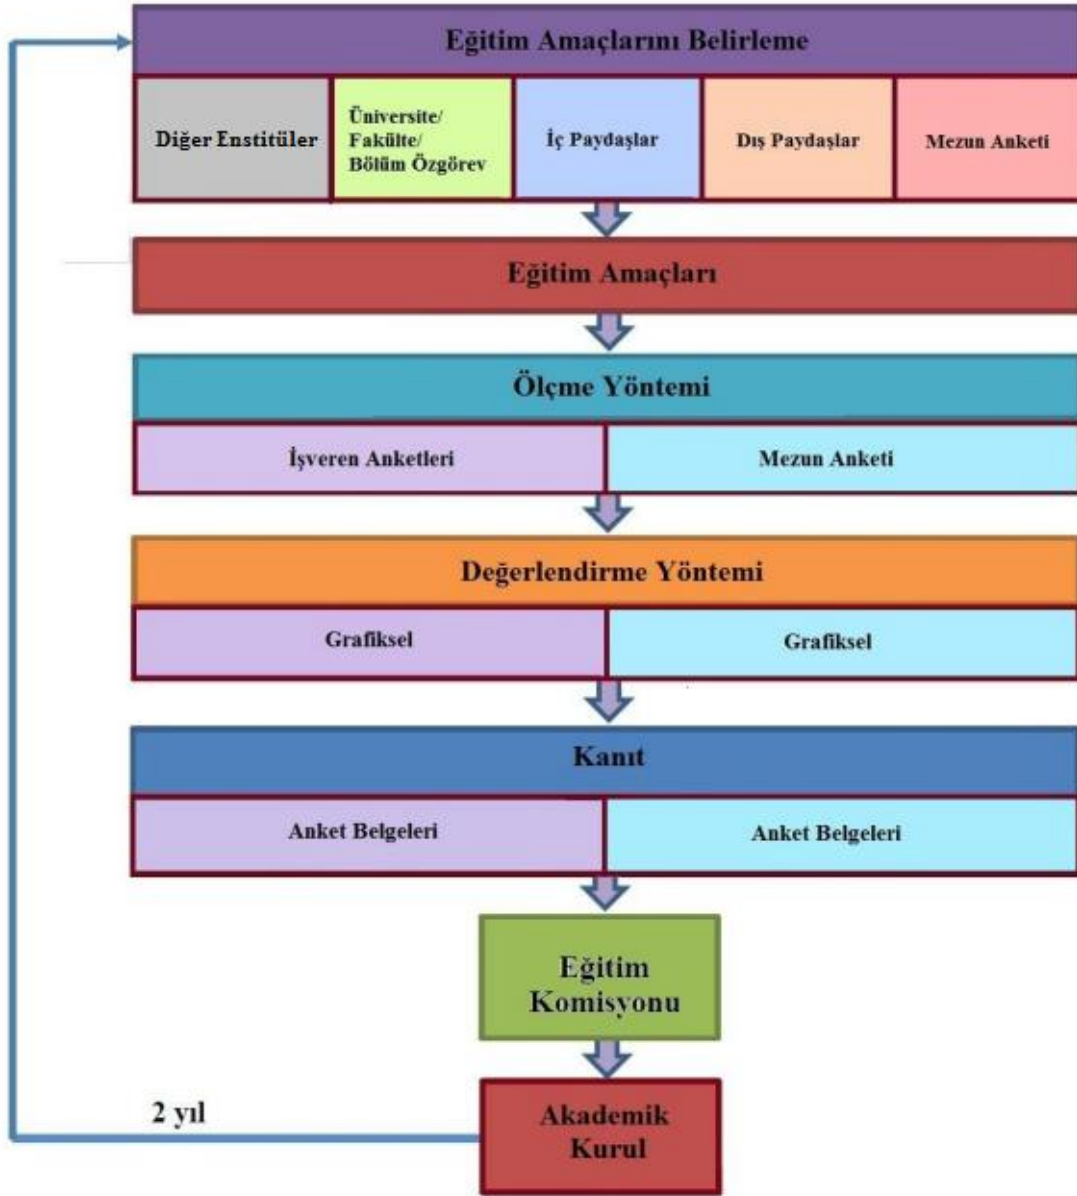 Eğitim Amaçlarını Belirleme
Diğer Enstitüler
Üniversite/
Fakülte/
Bölüm Özgörev
İç Paydaşlar
Dış Paydaşlar
Mezun Anketi
Eğitim Amaçları
Ölçme Yöntemi
İşveren Anketleri
Mezun Anketi
Değerlendirme Yöntemi
Grafiksel
Grafiksel
Kanıt
Anket Belgeleri
Anket Belgeleri
Eğitim
Komisyonu
2 yıl
Akademik
Kurul